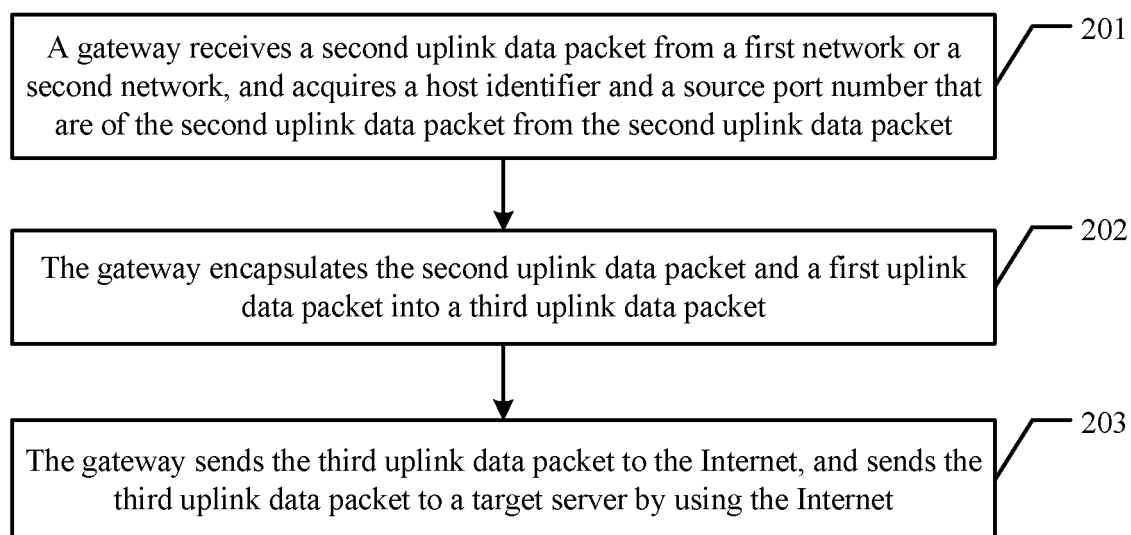 A gateway receives a second uplink data packet from a first network or a
second network, and acquires a host identifier and a source port number that
are of the second uplink data packet from the second uplink data packet
201
The gateway encapsulates the second uplink data packet and a first uplink
data packet into a third uplink data packet
202
The gateway sends the third uplink data packet to the Internet, and sends the
third uplink data packet to a target server by using the Internet
203